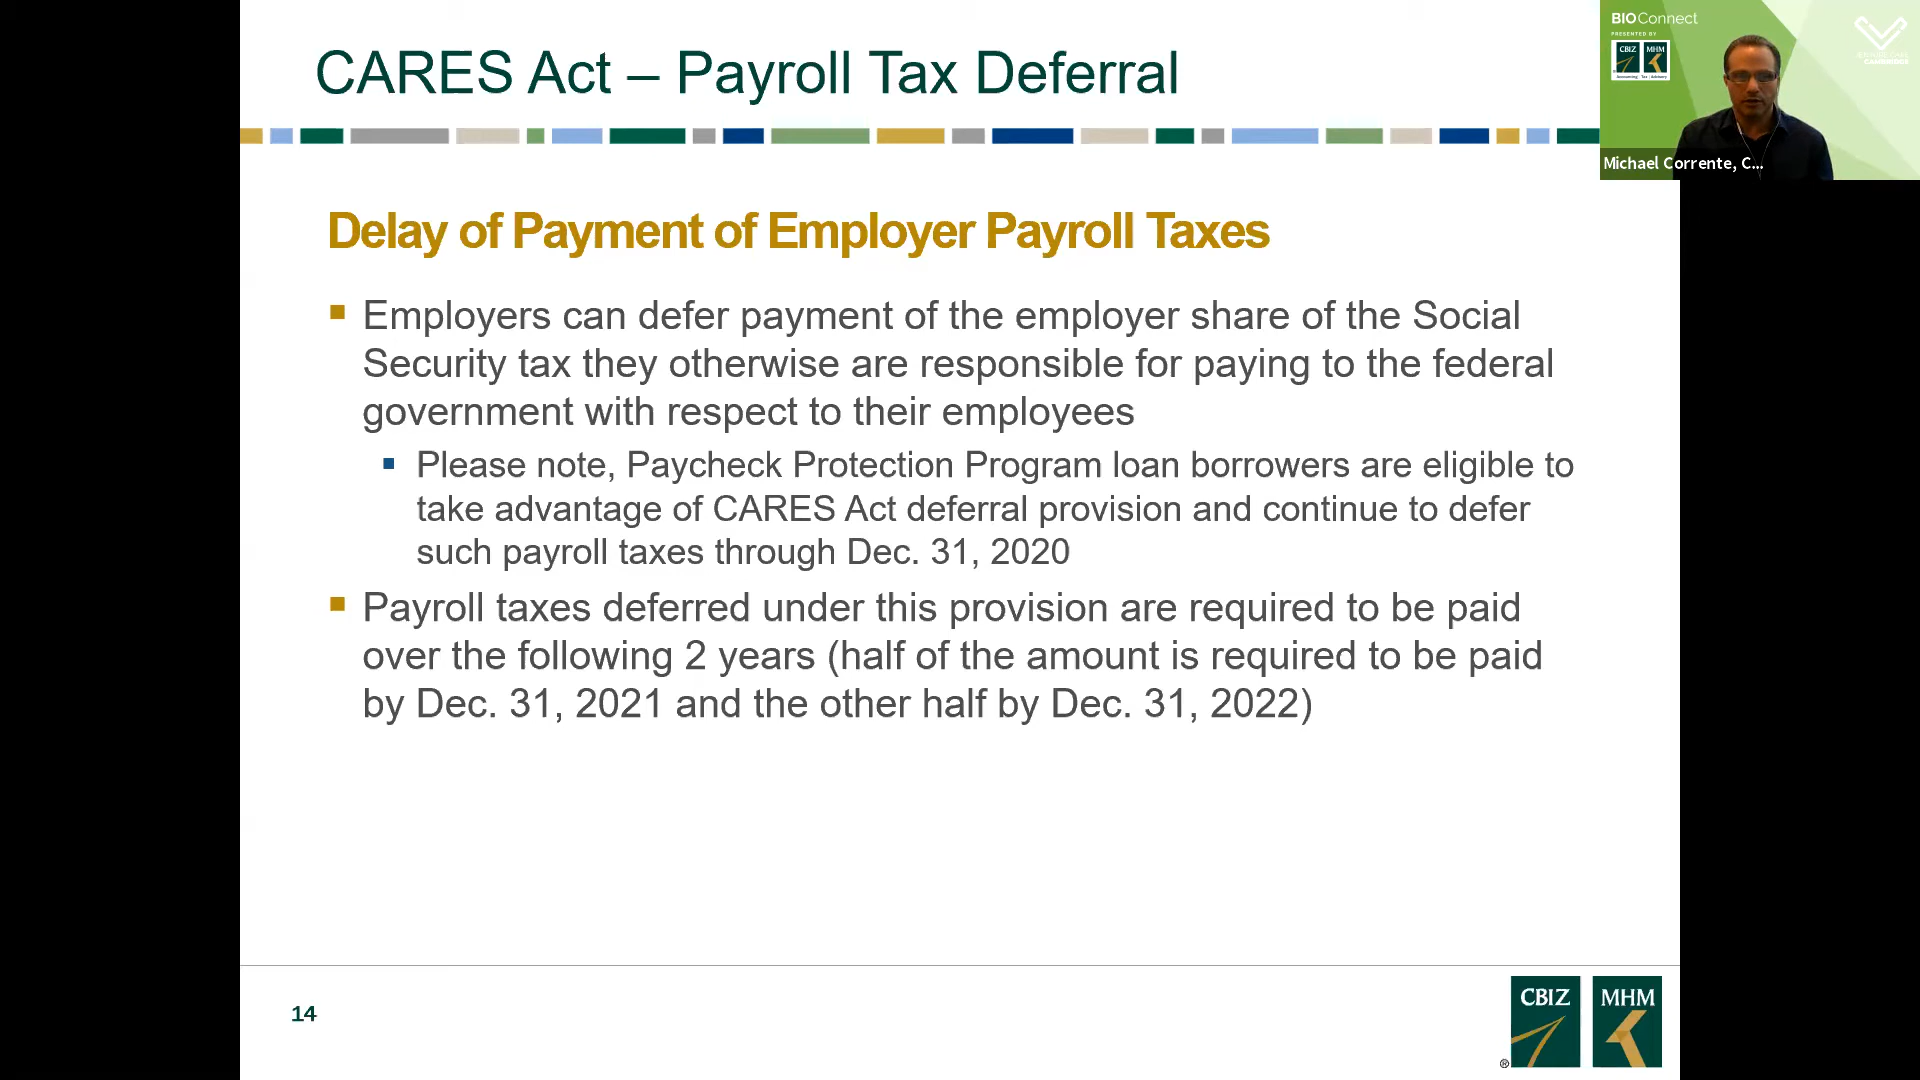 CARES Act – Payroll Tax Deferral
BIOConnect
PRESENTED BY
CBIZ MHM
Accounting Tax Advisory
Michael Corrente, C...
Delay of Payment of Employer Payroll Taxes
Employers can defer payment of the employer share of the Social
Security tax they otherwise are responsible for paying to the federal
government with respect to their employees
Please note, Paycheck Protection Program loan borrowers are eligible to
take advantage of CARES Act deferral provision and continue to defer
such payroll taxes through Dec. 31, 2020
Payroll taxes deferred under this provision are required to be paid
over the following 2 years (half of the amount is required to be paid
by Dec. 31, 2021 and the other half by Dec. 31, 2022)
14
CBIZ MHM
®